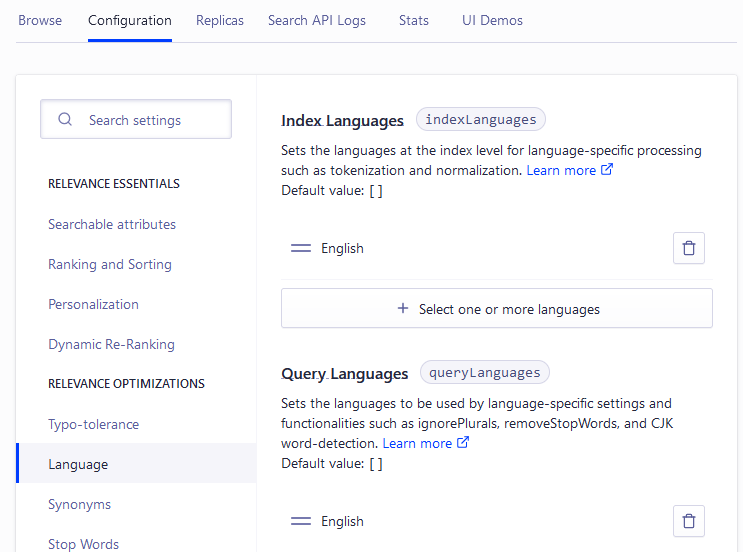 Browse
Configuration
Replicas
Search API Logs
Stats
UI Demos
Search settings
RELEVANCE ESSENTIALS
Searchable attributes
Ranking and Sorting
Personalization
Dynamic Re-Ranking
RELEVANCE OPTIMIZATIONS
Typo-tolerance
Language
Synonyms
Stop Words
Index Languages indexLanguages
Sets the languages at the index level for language-specific processing
such as tokenization and normalization. Learn more
Default value: []
English
+ Select one or more languages
Query Languages queryLanguages
Sets the languages to be used by language-specific settings and
functionalities such as ignorePlurals, removeStopWords, and CJK
word-detection. Learn more
Default value: []
English